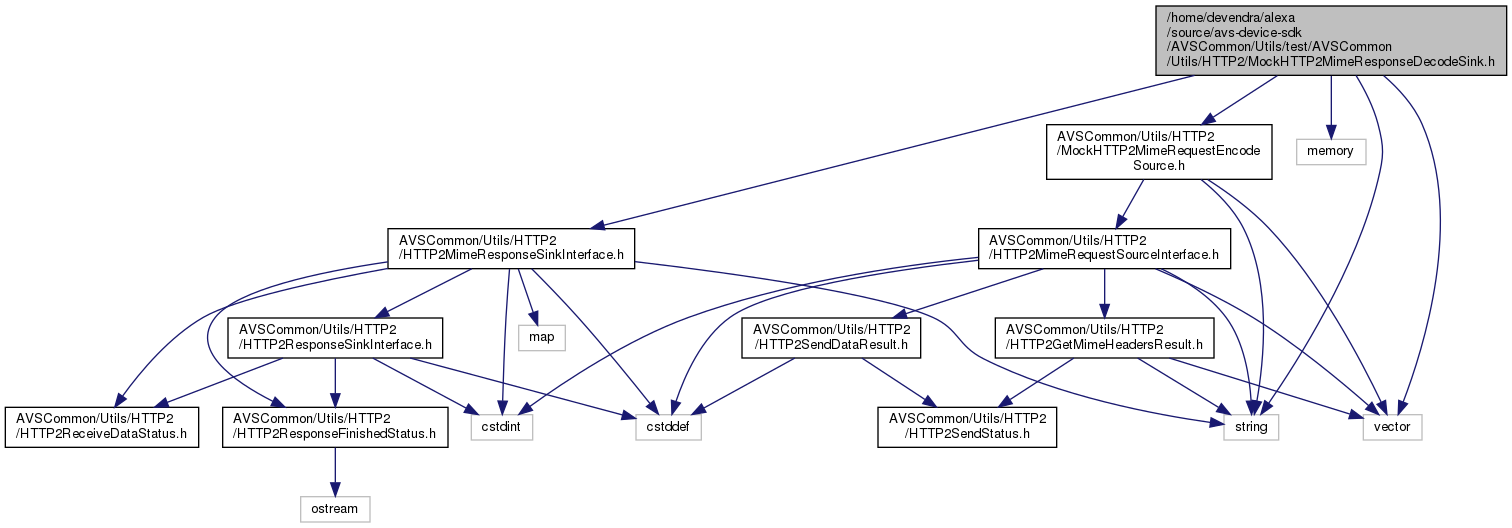 /home/devendra/alexa
/source/avs-device-sdk
/AVSCommon/Utils/test/AVSCommon
/Utils/HTTP2/MockHTTP2MimeResponseDecodeSink.h
AVSCommon/Utils/HTTP2
/MockHTTP2MimeRequestEncode
Source.h
memory
AVSCommon/Utils/HTTP2
/HTTP2MimeResponseSinkInterface.h
AVSCommon/Utils/HTTP2
/HTTP2MimeRequestSourceInterface.h
AVSCommon/Utils/HTTP2
/HTTP2ResponseSinkInterface.h
map
AVSCommon/Utils/HTTP2
/HTTP2SendDataResult.h
AVSCommon/Utils/HTTP2
/HTTP2GetMimeHeadersResult.h
AVSCommon/Utils/HTTP2
/HTTP2ReceiveDataStatus.h
AVSCommon/Utils/HTTP2
/HTTP2ResponseFinishedStatus.h
cstdint
cstddef
AVSCommon/Utils/HTTP2
/HTTP2SendStatus.h
string
vector
ostream